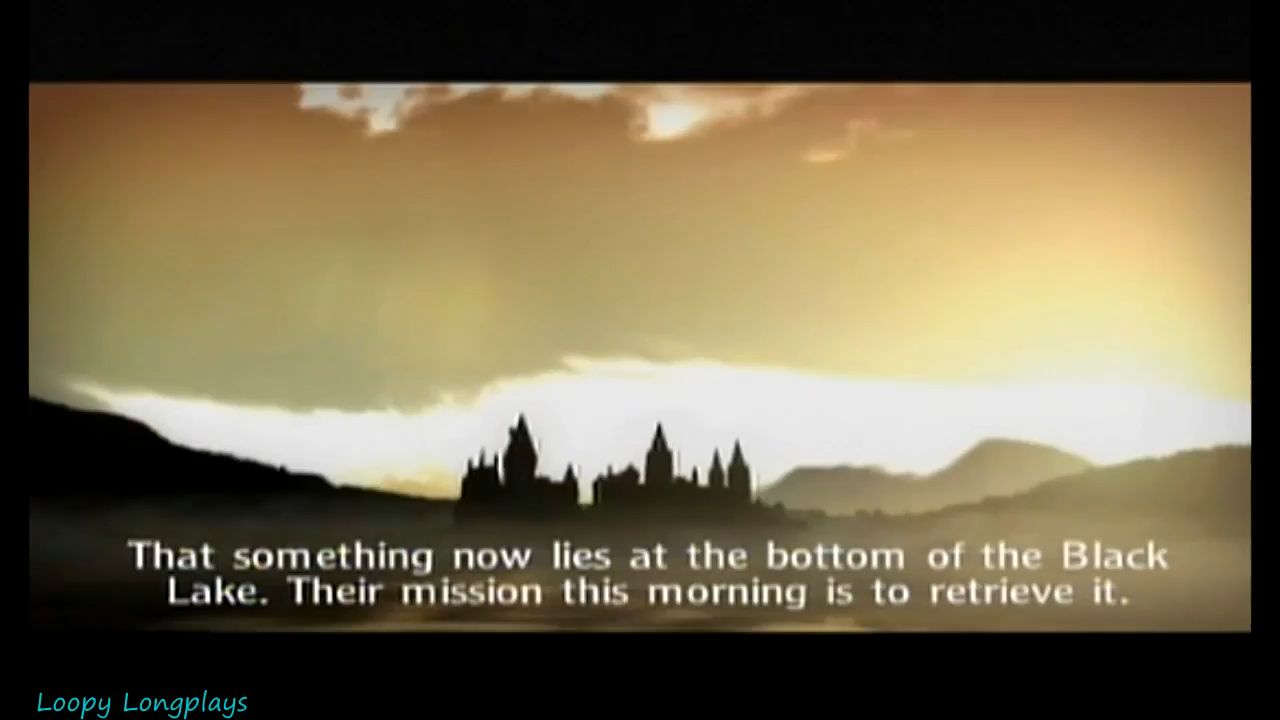 That something now lies at the bottom of the Black
Lake. Their mission this morning is to retrieve it.
Loopy Longplays